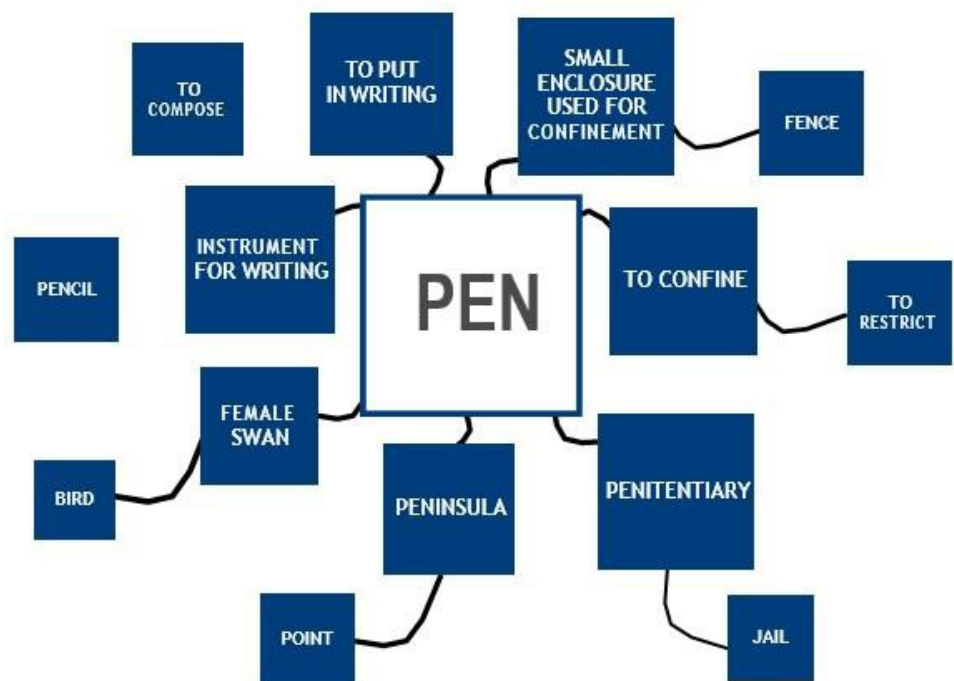 TO
COMPOSE
TO PUT
IN WRITING
SMALL
ENCLOSURE
USED FOR
CONFINEMENT
FENCE
INSTRUMENT
FOR WRITING
PEN
TO CONFINE
PENCIL
TO
RESTRICT
FEMALE
SWAN
BIRD
PENINSULA
PENITENTIARY
POINT
JAIL